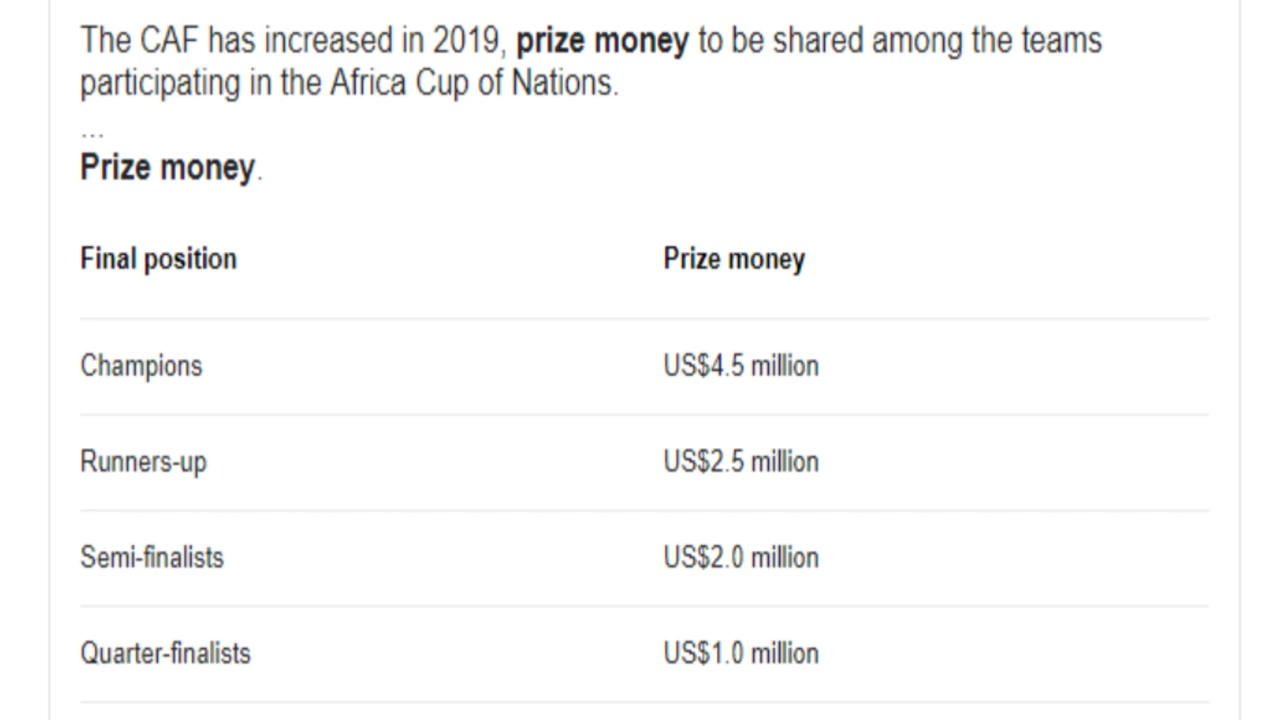 The CAF has increased in 2019, prize money to be shared among the teams
participating in the Africa Cup of Nations.
...
Prize money.
Final position Prize money
Champions US$4.5 million
Runners-up US$2.5 million
Semi-finalists US$2.0 million
Quarter-finalists US$1.0 million